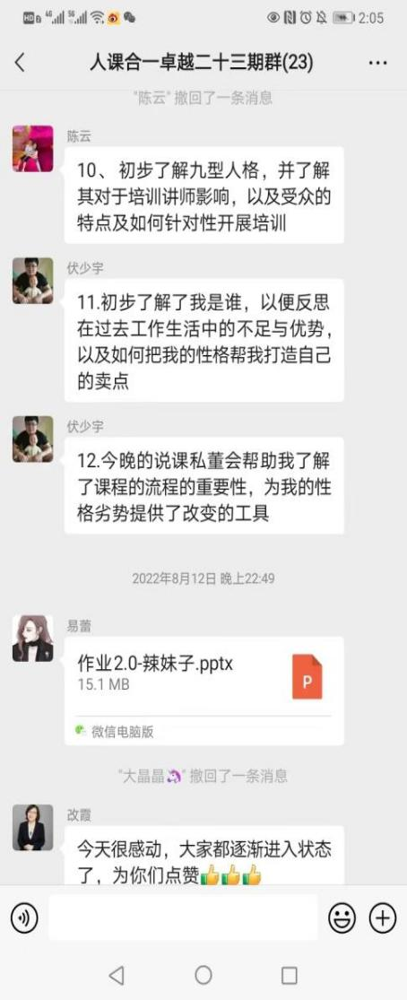 HD 4G 5G 2:05
人课合一卓越二十三期群(23)
"陈云" 撤回了一条消息
陈云
10、 初步了解九型人格，并了解
其对于培训讲师影响，以及受众的
特点及如何针对性开展培训
伏少宇
11.初步了解了我是谁，以便反思
在过去工作生活中的不足与优势，
以及如何把我的性格帮我打造自己
的卖点
伏少宇
12.今晚的说课私董会帮助我了解
了课程的流程的重要性，为我的性
格劣势提供了改变的工具
2022年8月12日 晚上22:49
易蕾
作业2.0-辣妹子.pptx
15.1 MB
P
微信电脑版
"大晶晶🦄" 撤回了一条消息
改霞
今天很感动，大家都逐渐进入状态
了，为你们点赞👍👍👍